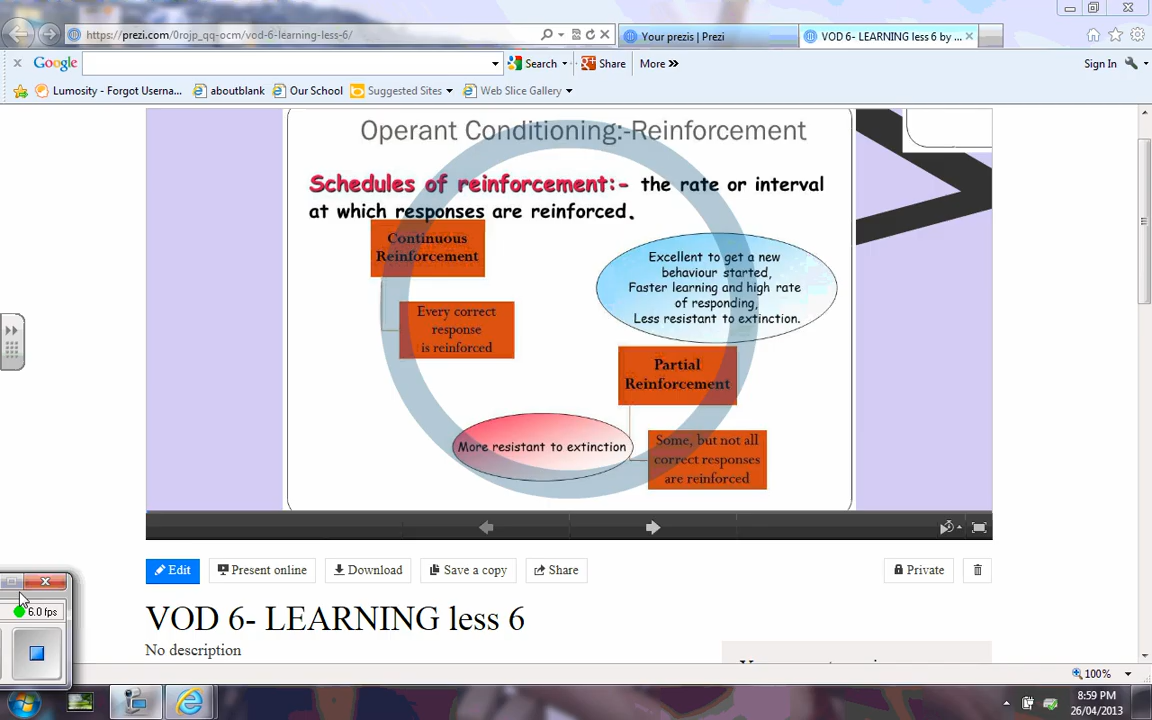 https://prezi.com/0rojp_qq-ocm/vod-6-learning-less-6/
Your prezis | Prezi
VOD 6- LEARNING less 6 by ...
Google
Search
Share
More »
Sign In
Lumosity - Forgot Userna...
aboutblank
Our School
Suggested Sites
Web Slice Gallery
Operant Conditioning:-Reinforcement
Schedules of reinforcement:- the rate or interval
at which responses are reinforced.
Continuous
Reinforcement
Every correct
response
is reinforced
Excellent to get a new
behaviour started,
Faster learning and high rate
of responding,
Less resistant to extinction.
Partial
Reinforcement
More resistant to extinction
Some, but not all
correct responses
are reinforced
Edit
Present online
Download
Save a copy
Share
Private
6.0 fps
VOD 6- LEARNING less 6
No description
100%
8:59 PM
26/04/2013